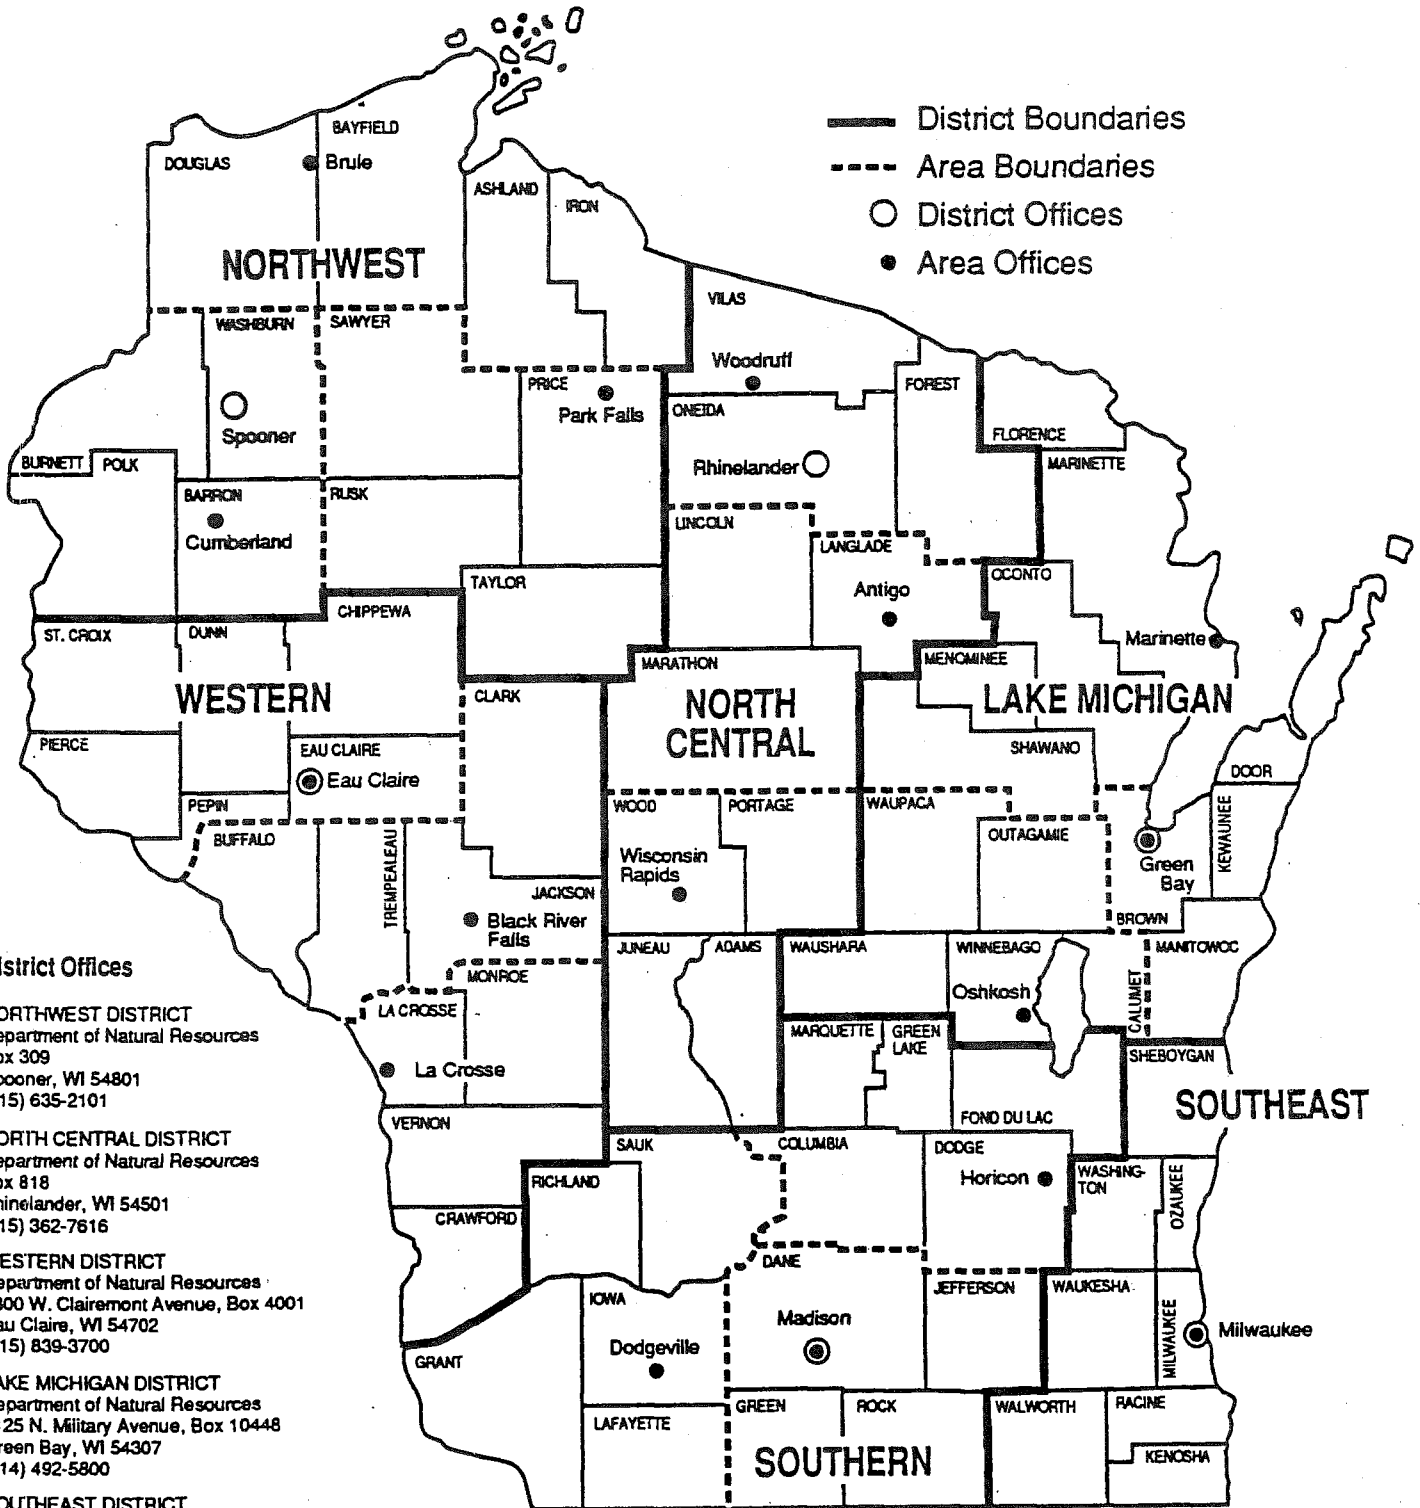 District Boundaries
Area Boundaries
District Offices
Area Offices
BAYFIELD
DOUGLAS
Brule
ASHLAND
IRON
NORTHWEST
VILAS
WASHBURN
SAWYER
Woodruff
PRICE
Park Falls
ONEIDA
FOREST
Spooner
FLORENCE
BURNETT
POLK
MARINETTE
Rhinelander
BARRON
RUSK
Cumberland
LINCOLN
LANGLADE
TAYLOR
OCONTO
Antigo
CHIPPEWA
ST. CROIX
DUNN
Marinette
MARATHON
MENOMINEE
WESTERN
CLARK
NORTH
CENTRAL
LAKE MICHIGAN
PIERCE
EAU CLAIRE
SHAWANO
Eau Claire
DOOR
PEPIN
WOOD
PORTAGE
WAUPACA
BUFFALO
OUTAGAMIE
KEWAUNEE
TREMPEALEAU
Wisconsin
Rapids
Green
Bay
JACKSON
Black River
Falls
BROWN
JUNEAU
ADAMS
WAUSHARA
WINNEBAGO
MANITOWOC
MONROE
Oshkosh
CALUMET
LA CROSSE
MARQUETTE
GREEN
LAKE
SHEBOYGAN
La Crosse
SOUTHEAST
VERNON
FOND DU LAC
SAUK
COLUMBIA
DODGE
RICHLAND
Horicon
WASHING-
TON
OZAUKEE
CRAWFORD
DANE
IOWA
JEFFERSON
WAUKESHA
MILWAUKEE
Milwaukee
Madison
Dodgeville
GRANT
LAFAYETTE
GREEN
ROCK
WALWORTH
RACINE
KENOSHA
SOUTHERN
istrict Offices
ORTHWEST DISTRICT
epartment of Natural Resources
ox 309
pooner, WI 54801
15) 635-2101
ORTH CENTRAL DISTRICT
epartment of Natural Resources
ox 818
hinelander, WI 54501
15) 362-7616
ESTERN DISTRICT
epartment of Natural Resources
300 W. Clairemont Avenue, Box 4001
au Claire, WI 54702
15) 839-3700
AKE MICHIGAN DISTRICT
epartment of Natural Resources
25 N. Military Avenue, Box 10448
reen Bay, WI 54307
14) 492-5800
OUTHEAST DISTRICT